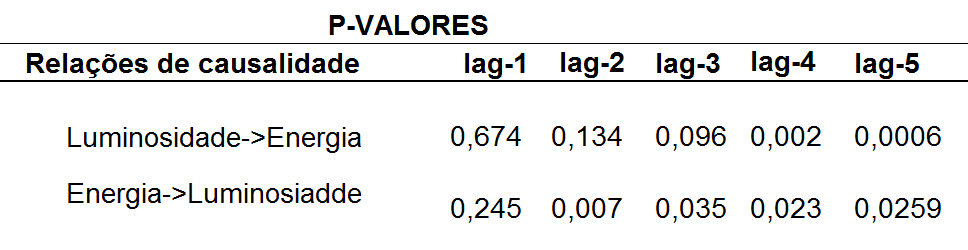 P-VALORES
Relações de causalidade lag-1 lag-2 lag-3 lag-4 lag-5
Luminosidade->Energia 0,674 0,134 0,096 0,002 0,0006
Energia->Luminosiadde 0,245 0,007 0,035 0,023 0,0259